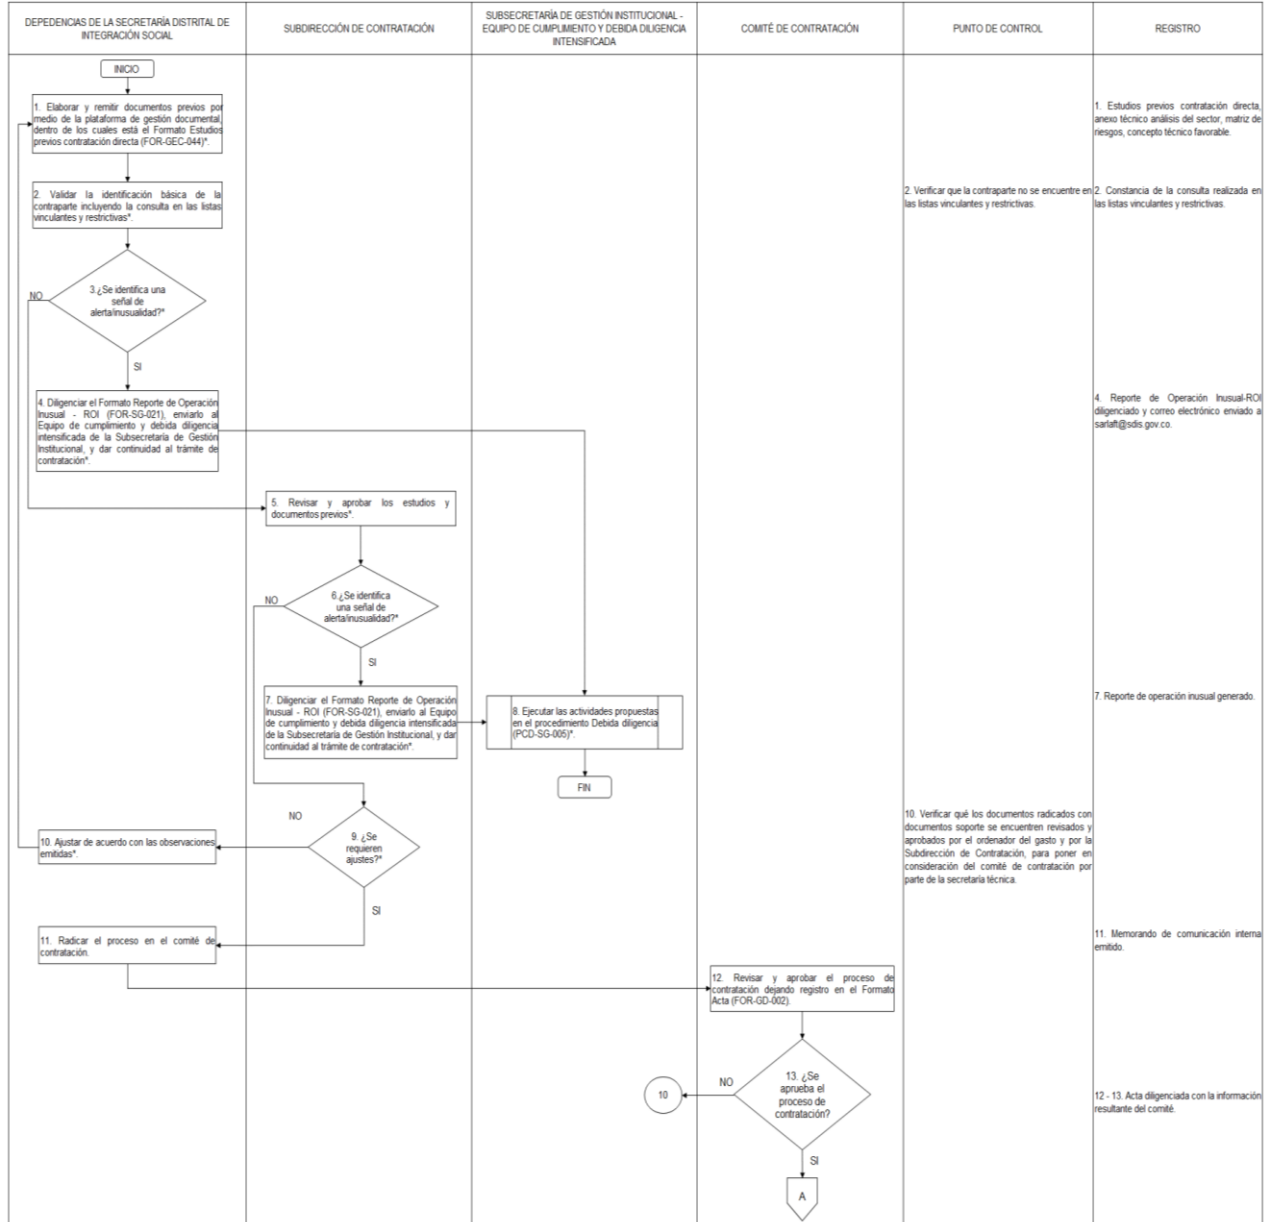 DEPEDENCIAS DE LA SECRETARÍA DISTRITAL DE
INTEGRACIÓN SOCIAL
SUBDIRECCIÓN DE CONTRATACIÓN
SUBSECRETARÍA DE GESTIÓN INSTITUCIONAL -
EQUIPO DE CUMPLIMIENTO Y DEBIDA DILIGENCIA
INTENSIFICADA
COMITÉ DE CONTRATACIÓN
PUNTO DE CONTROL
REGISTRO
INICIO
1. Elaborar y remitir documentos previos por
medio de la plataforma de gestión documental,
dentro de los cuales está el Formato Estudios
previos contratación directa (FOR-GEC-044)*.
1. Estudios previos contratación directa,
anexo técnico análisis del sector, matriz de
riesgos, concepto técnico favorable.
2. Validar la identificación básica de la
contraparte incluyendo la consulta en las listas
vinculantes y restrictivas*.
2. Verificar que la contraparte no se encuentre en
las listas vinculantes y restrictivas.
2. Constancia de la consulta realizada en
las listas vinculantes y restrictivas.
3.¿Se identifica una
señal de
alerta/inusualidad?*
NO
SI
4. Diligenciar el Formato Reporte de Operación
Inusual - ROI (FOR-SG-021), enviarlo al
Equipo de cumplimiento y debida diligencia
intensificada de la Subsecretaría de Gestión
Institucional, y dar continuidad al trámite de
contratación*.
4. Reporte de Operación Inusual-ROI
diligenciado y correo electrónico enviado a
sarlaft@sdis.gov.co.
5. Revisar y aprobar los estudios y
documentos previos*.
6.¿Se identifica
una señal de
alerta/inusualidad?*
NO
SI
7. Diligenciar el Formato Reporte de Operación
Inusual - ROI (FOR-SG-021), enviarlo al Equipo
de cumplimiento y debida diligencia intensificada
de la Subsecretaría de Gestión Institucional, y dar
continuidad al trámite de contratación*.
8. Ejecutar las actividades propuestas
en el procedimiento Debida diligencia
(PCD-SG-005)*.
7. Reporte de operación inusual generado.
FIN
NO
9. ¿Se
requieren
ajustes?*
SI
10. Ajustar de acuerdo con las observaciones
emitidas*.
10. Verificar qué los documentos radicados con
documentos soporte se encuentren revisados y
aprobados por el ordenador del gasto y por la
Subdirección de Contratación, para poner en
consideración del comité de contratación por
parte de la secretaría técnica.
11. Radicar el proceso en el comité de
contratación.
11. Memorando de comunicación interna
emitido.
12. Revisar y aprobar el proceso de
contratación dejando registro en el Formato
Acta (FOR-GD-002).
13. ¿Se
aprueba el
proceso de
contratación?
NO
10
SI
A
12 - 13. Acta diligenciada con la información
resultante del comité.